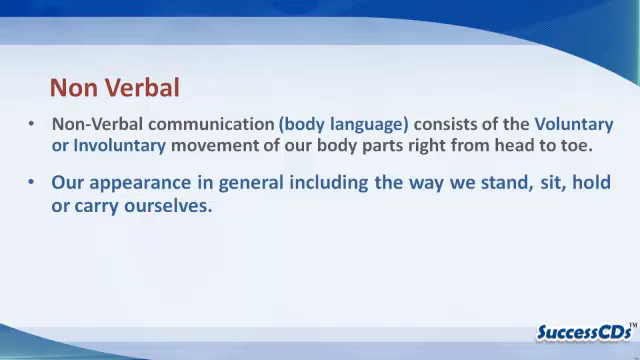 Non Verbal
• Non-Verbal communication (body language) consists of the Voluntary
or Involuntary movement of our body parts right from head to toe.
• Our appearance in general including the way we stand, sit, hold
or carry ourselves.
SuccessCDs™